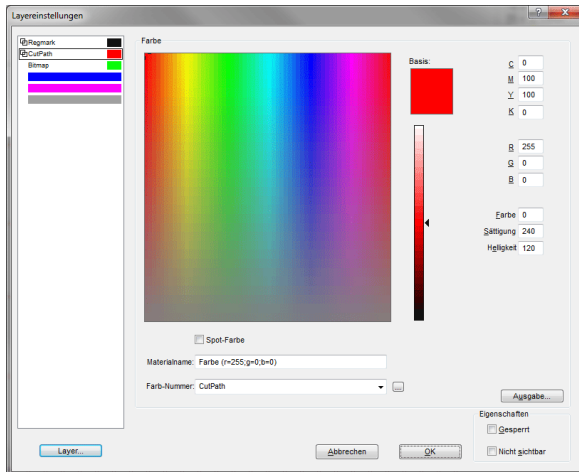 Layereinstellungen
? X
Regmark
CutPath
Bitmap
Farbe
Basis:
C 0
M 100
Y 100
K 0
R 255
G 0
B 0
Farbe 0
Sättigung 240
Helligkeit 120
Spot-Farbe
Materialname: Farbe (r=255;g=0;b=0)
Farb-Nummer: CutPath
...
Ausgabe...
Eigenschaften
Gesperrt
Nicht sichtbar
Layer...
Abbrechen
OK